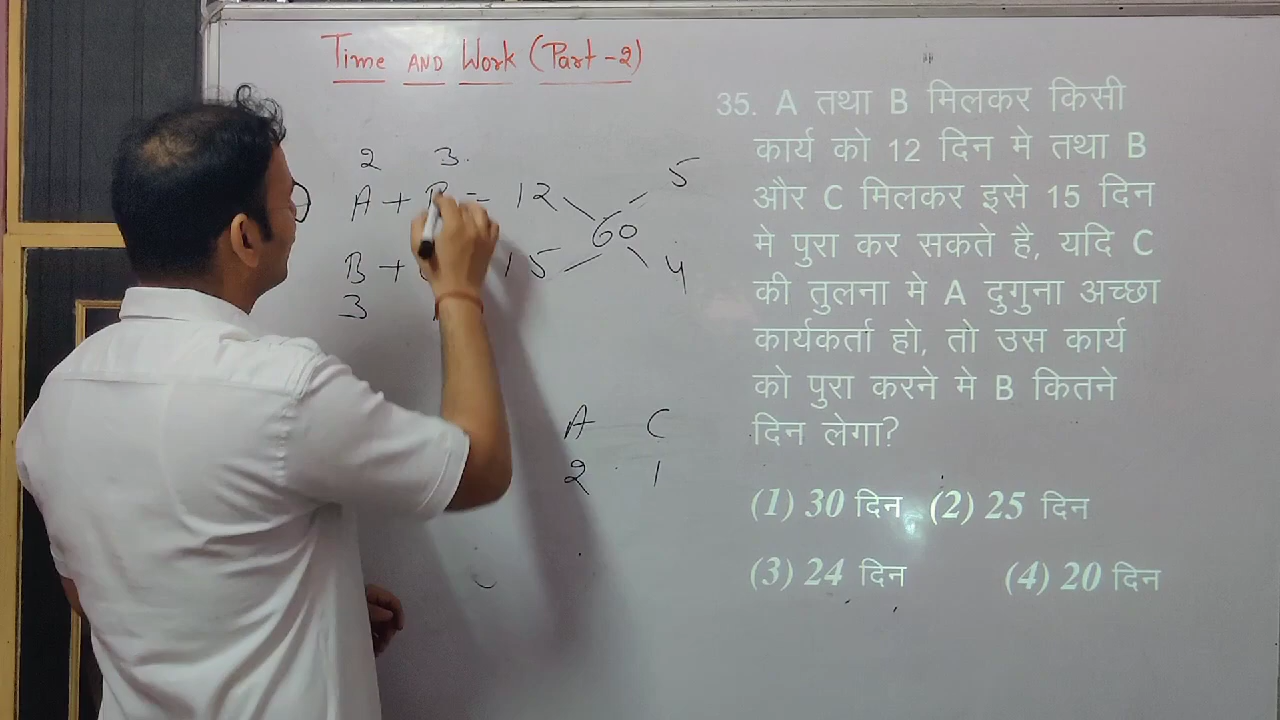 Time AND Work (Part-2)
2 3
A + B = 12
60
5
B + 15
4
3
A C
2 1
35. A तथा B मिलकर किसी
कार्य को 12 दिन मे तथा B
और C मिलकर इसे 15 दिन
मे पुरा कर सकते है, यदि C
की तुलना मे A दुगुना अच्छा
कार्यकर्ता हो, तो उस कार्य
को पुरा करने मे B कितने
दिन लेगा?
(1) 30 दिन (2) 25 दिन
(3) 24 दिन (4) 20 दिन